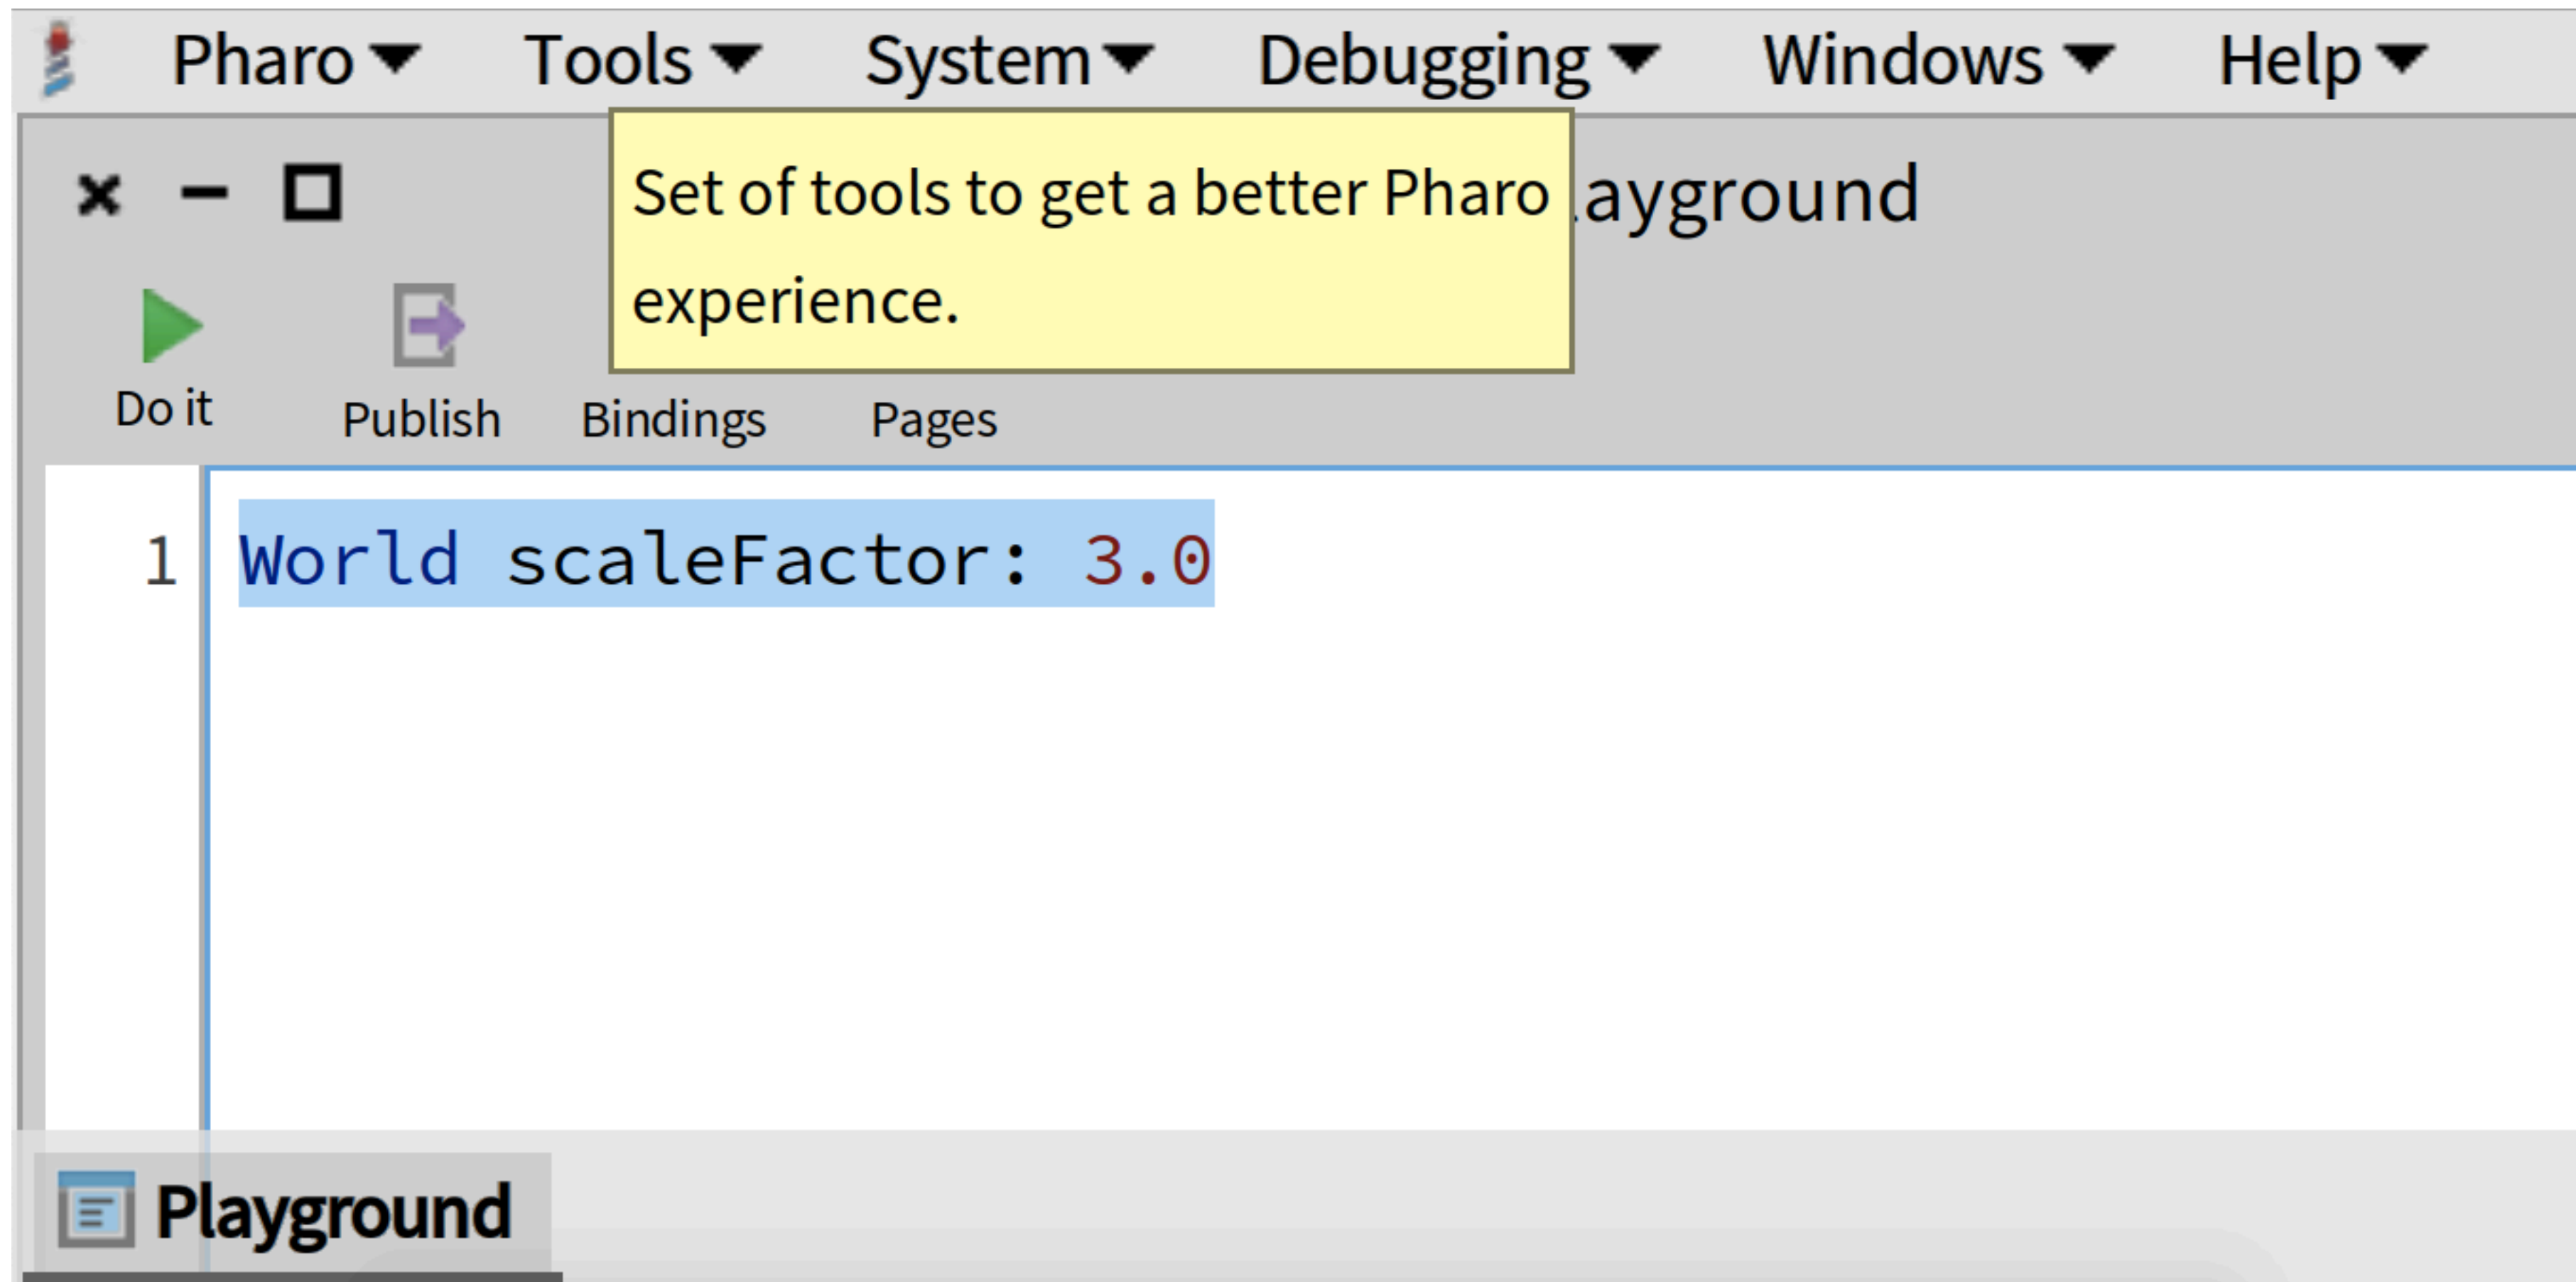 Pharo Tools System Debugging Windows Help
Set of tools to get a better Pharo
experience.
ayground
Do it Publish Bindings Pages
1 World scaleFactor: 3.0
Playground